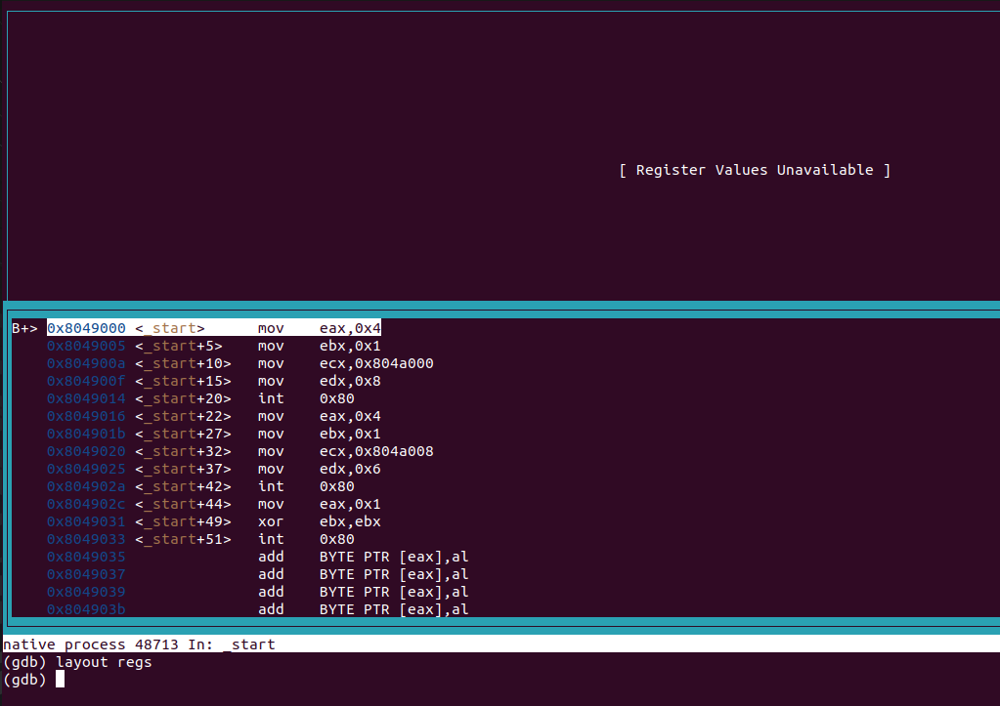 [ Register Values Unavailable ]
B+> 0x8049000 <_start> mov eax,0x4
0x8049005 <_start+5> mov ebx,0x1
0x804900a <_start+10> mov ecx,0x804a000
0x804900f <_start+15> mov edx,0x8
0x8049014 <_start+20> int 0x80
0x8049016 <_start+22> mov eax,0x4
0x804901b <_start+27> mov ebx,0x1
0x8049020 <_start+32> mov ecx,0x804a008
0x8049025 <_start+37> mov edx,0x6
0x804902a <_start+42> int 0x80
0x804902c <_start+44> mov eax,0x1
0x8049031 <_start+49> xor ebx,ebx
0x8049033 <_start+51> int 0x80
0x8049035 add BYTE PTR [eax],al
0x8049037 add BYTE PTR [eax],al
0x8049039 add BYTE PTR [eax],al
0x804903b add BYTE PTR [eax],al
native process 48713 In: _start
(gdb) layout regs
(gdb)